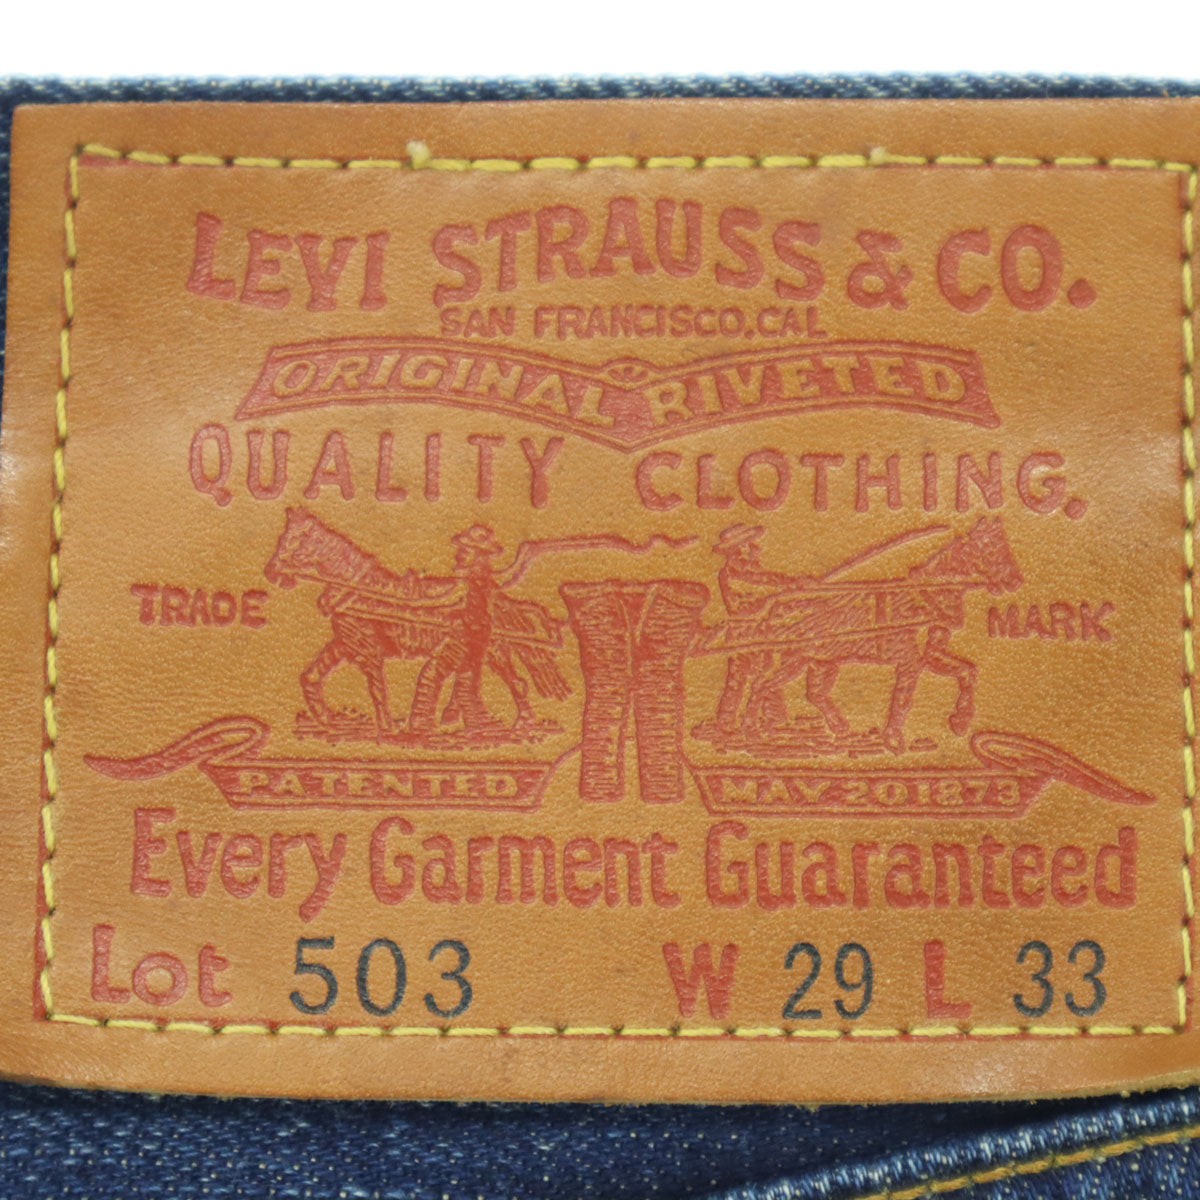 LEVI STRAUSS & CO.
SAN FRANCISCO, CAL
ORIGINAL RIVETED
QUALITY CLOTHING.
TRADE MARK
PATENTED MAY 20 1873
Every Garment Guaranteed
Lot 503 W 29 L 33